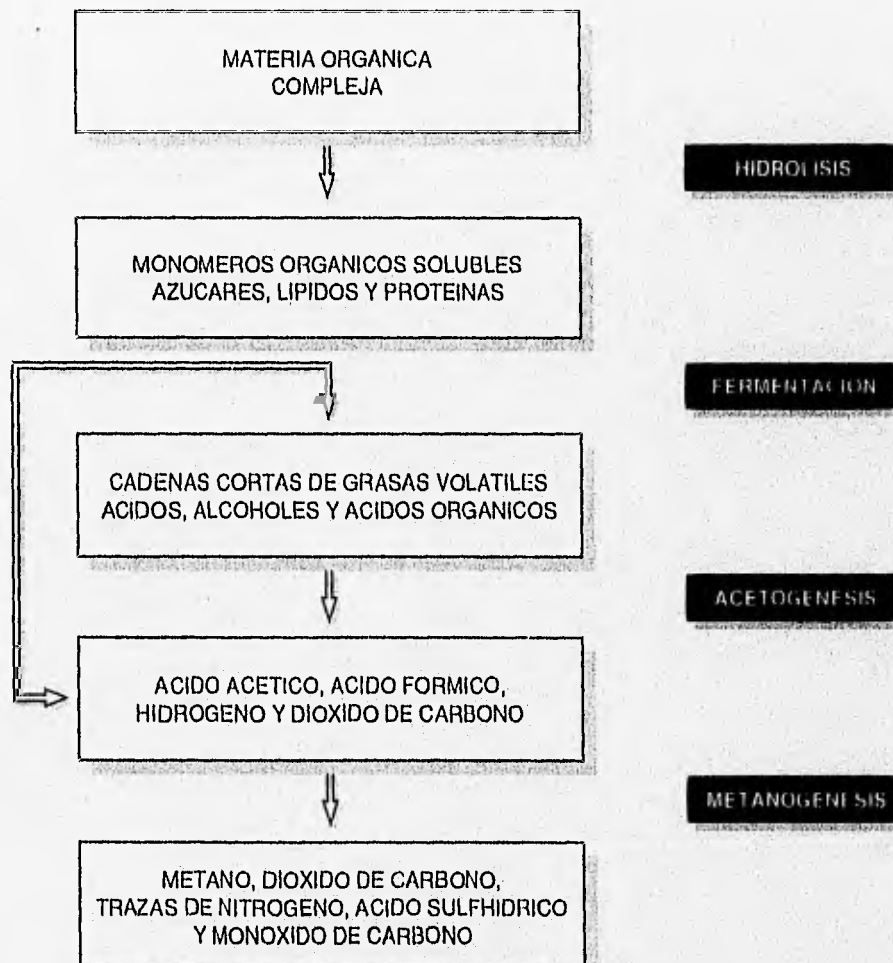 MATERIA ORGANICA
COMPLEJA
HIDROLISIS
MONOMEROS ORGANICOS SOLUBLES
AZUCARES, LIPIDOS Y PROTEINAS
FERMENTACION
CADENAS CORTAS DE GRASAS VOLATILES
ACIDOS, ALCOHOLES Y ACIDOS ORGANICOS
ACETOGENESIS
ACIDO ACETICO, ACIDO FORMICO,
HIDROGENO Y DIOXIDO DE CARBONO
METANOGENESIS
METANO, DIOXIDO DE CARBONO,
TRAZAS DE NITROGENO, ACIDO SULFHIDRICO
Y MONOXIDO DE CARBONO